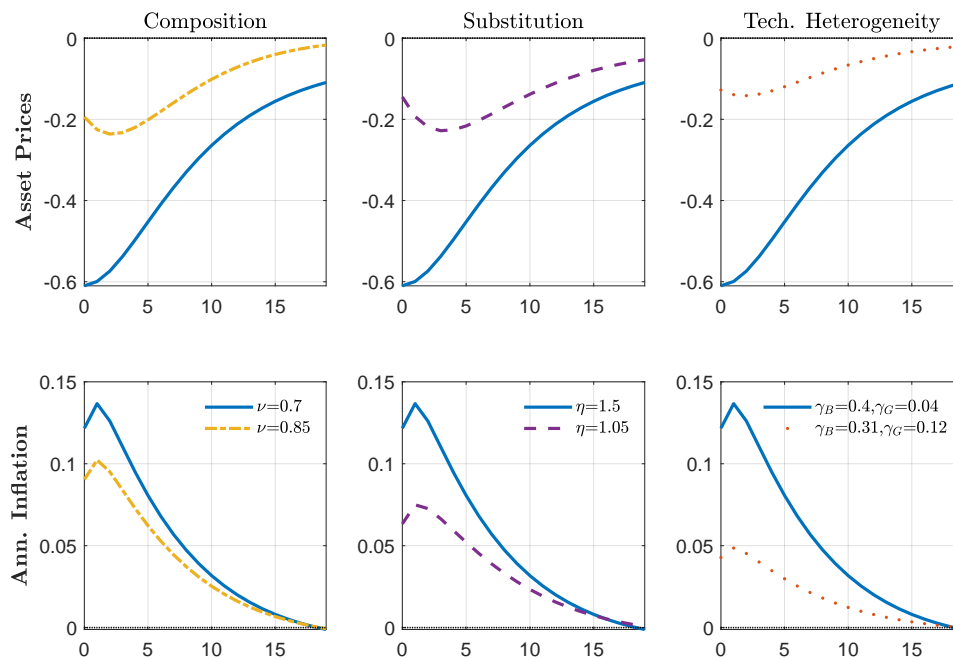 Composition
Substitution
Tech. Heterogeneity
Asset Prices
0
-0.2
-0.4
-0.6
0 5 10 15
0
-0.2
-0.4
-0.6
0 5 10 15
0
-0.2
-0.4
-0.6
0 5 10 15
Ann. Inflation
0.15
0.1
0.05
0
0 5 10 15
ν=0.7
ν=0.85
0.15
0.1
0.05
0
0 5 10 15
η=1.5
η=1.05
0.15
0.1
0.05
0
0 5 10 15
γB=0.4,γG=0.04
γB=0.31,γG=0.12